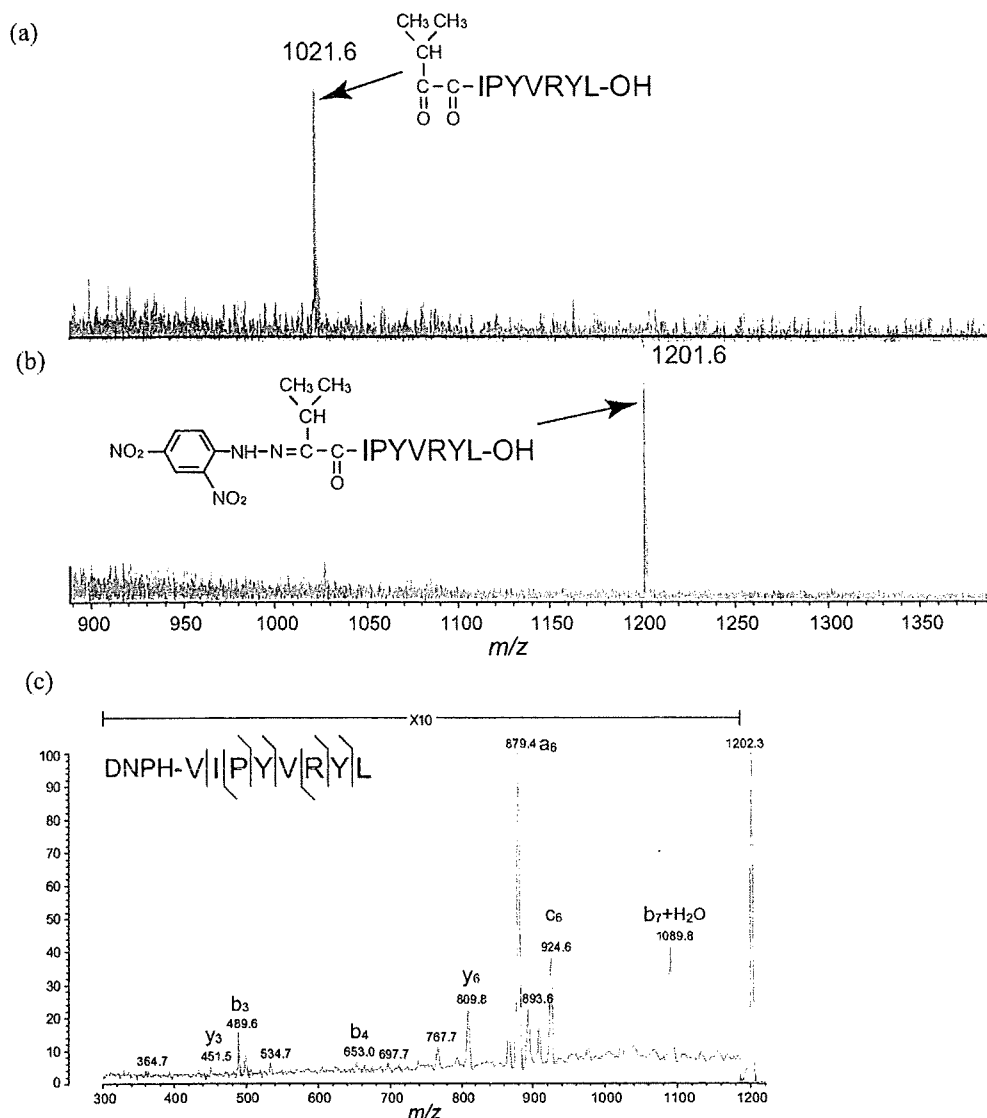 (a)
1021.6
CH₃ CH₃
CH
C-C-IPYVRYL-OH
O O
(b)
1201.6
CH₃ CH₃
CH
NO₂ NH-N=C-C-IPYVRYL-OH
O
NO₂
900 950 1000 1050 1100 1150 1200 1250 1300 1350
m/z
(c)
X10
879.4 a₆ 1202.3
DNPH-VIPYVRYL
100
90
80
70
60
50
40
30
20
10
0
c₆
924.6
b₇+H₂O
1089.8
y₆
809.8
893.6
b₃
489.6
y₃
451.5
b₄
653.0
364.7
534.7
697.7
767.7
300 400 500 600 700 800 900 1000 1100 1200
m/z